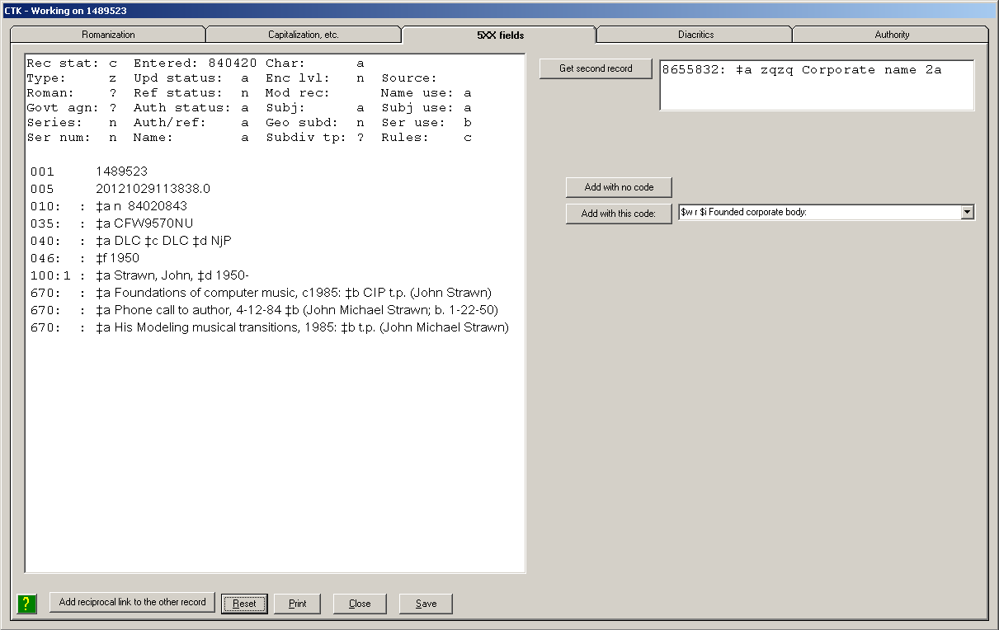 CTK - Working on 1489523
Romanization Capitalization, etc. 5XX fields Diacritics Authority
Rec stat: c Entered: 840420 Char: a
Type: z Upd status: a Enc lvl: n Source:
Roman: ? Ref status: n Mod rec: Name use: a
Govt agn: ? Auth status: a Subj: a Subj use: a
Series: n Auth/ref: a Geo subd: n Ser use: b
Ser num: n Name: a Subdiv tp: ? Rules: c
001 1489523
005 20121029113838.0
010: : ‡a n 84020843
035: : ‡a CFW9570NU
040: : ‡a DLC ‡c DLC ‡d NjP
046: : ‡f 1950
100:1 : ‡a Strawn, John, ‡d 1950-
670: : ‡a Foundations of computer music, c1985: ‡b CIP t.p. (John Strawn)
670: : ‡a Phone call to author, 4-12-84 ‡b (John Michael Strawn; b. 1-22-50)
670: : ‡a His Modeling musical transitions, 1985: ‡b t.p. (John Michael Strawn)
Get second record
8655832: ‡a zqzq Corporate name 2a
Add with no code
Add with this code: $w r $i Founded corporate body:
? Add reciprocal link to the other record Reset Print Close Save